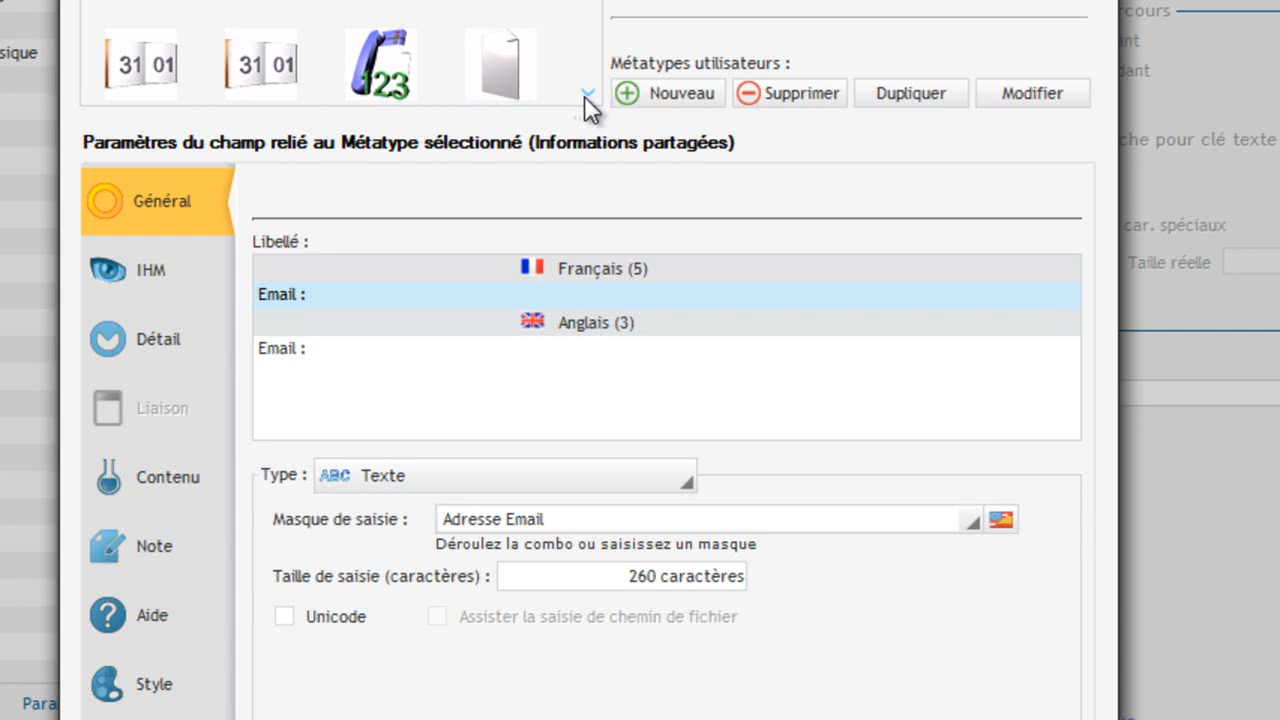 rcours
ant
sique
dant
31 01
31 01
123
Métatypes utilisateurs :
Nouveau
Supprimer
Dupliquer
Modifier
Paramètres du champ relié au Métatype sélectionné (Informations partagées)
che pour clé texte
Général
car. spéciaux
Libellé :
Taille réelle
Français (5)
IHM
Email :
Anglais (3)
Détail
Email :
Liaison
Type : ABC Texte
Contenu
Masque de saisie : Adresse Email
Déroulez la combo ou saisissez un masque
Note
Taille de saisie (caractères) : 260 caractères
Aide
Unicode
Assister la saisie de chemin de fichier
Style
Para